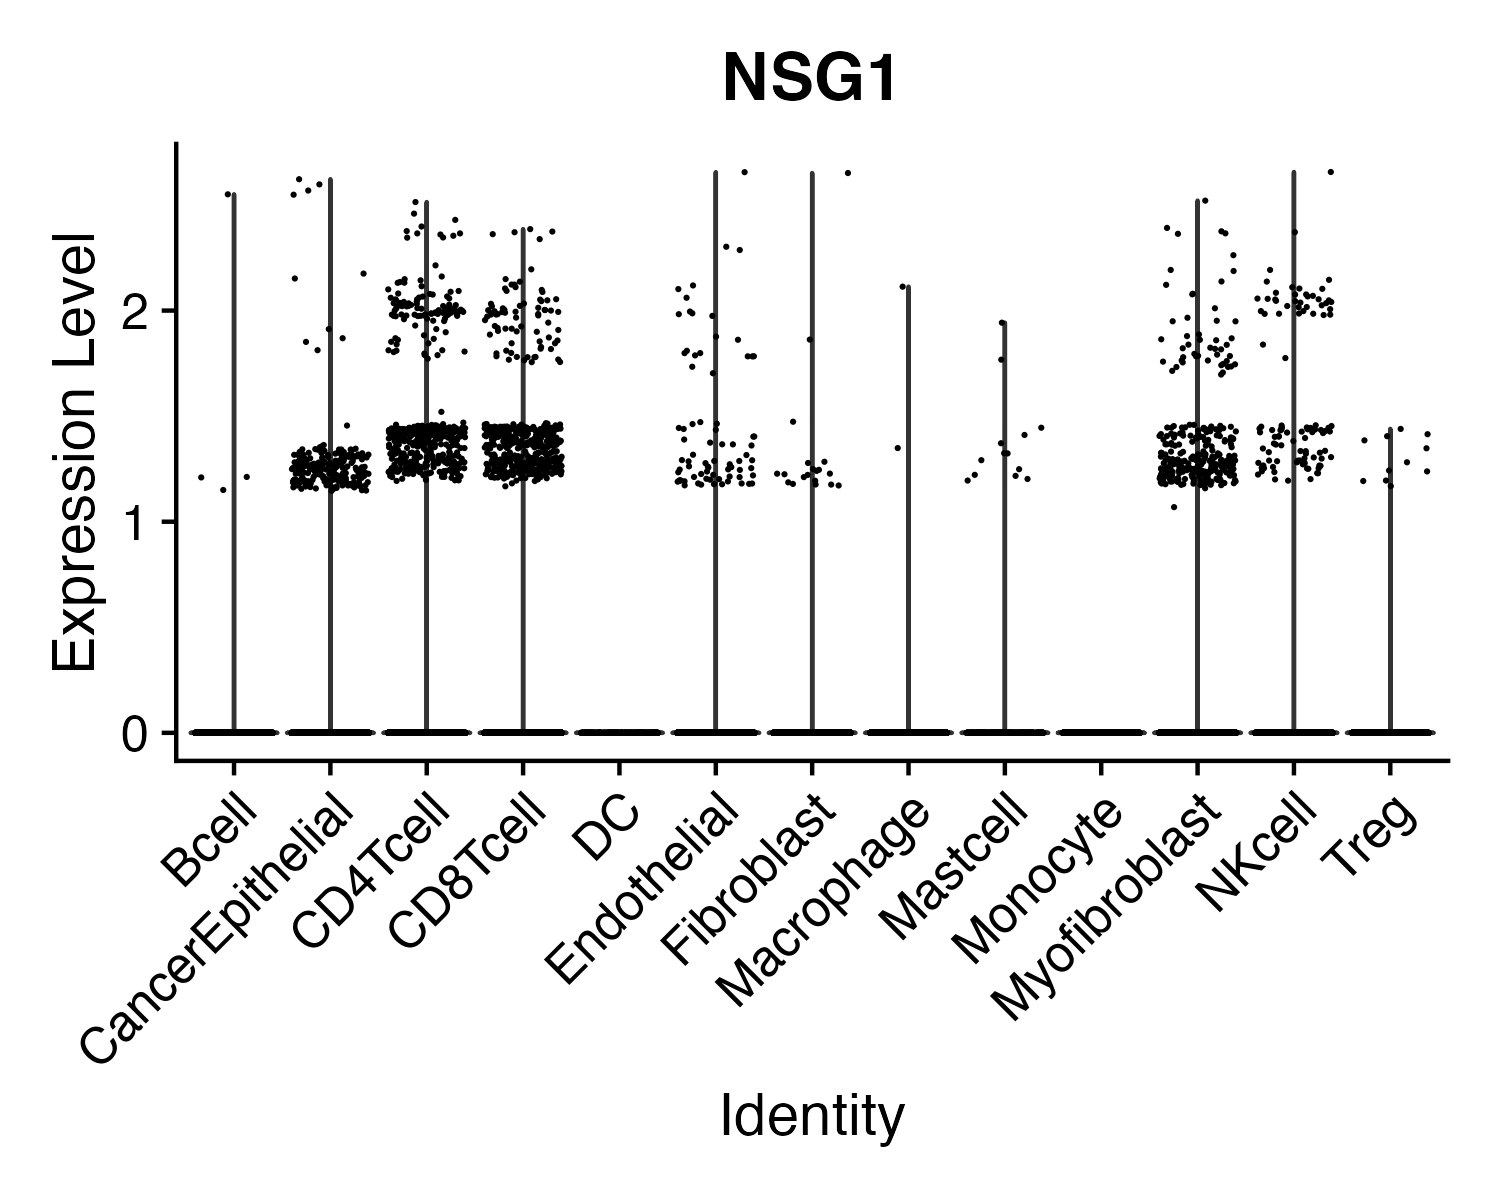 NSG1
Expression Level
2
1
0
Bcell
CancerEpithelial
CD4Tcell
CD8Tcell
DC
Endothelial
Fibroblast
Macrophage
Mastcell
Monocyte
Myofibroblast
NKcell
Treg
Identity